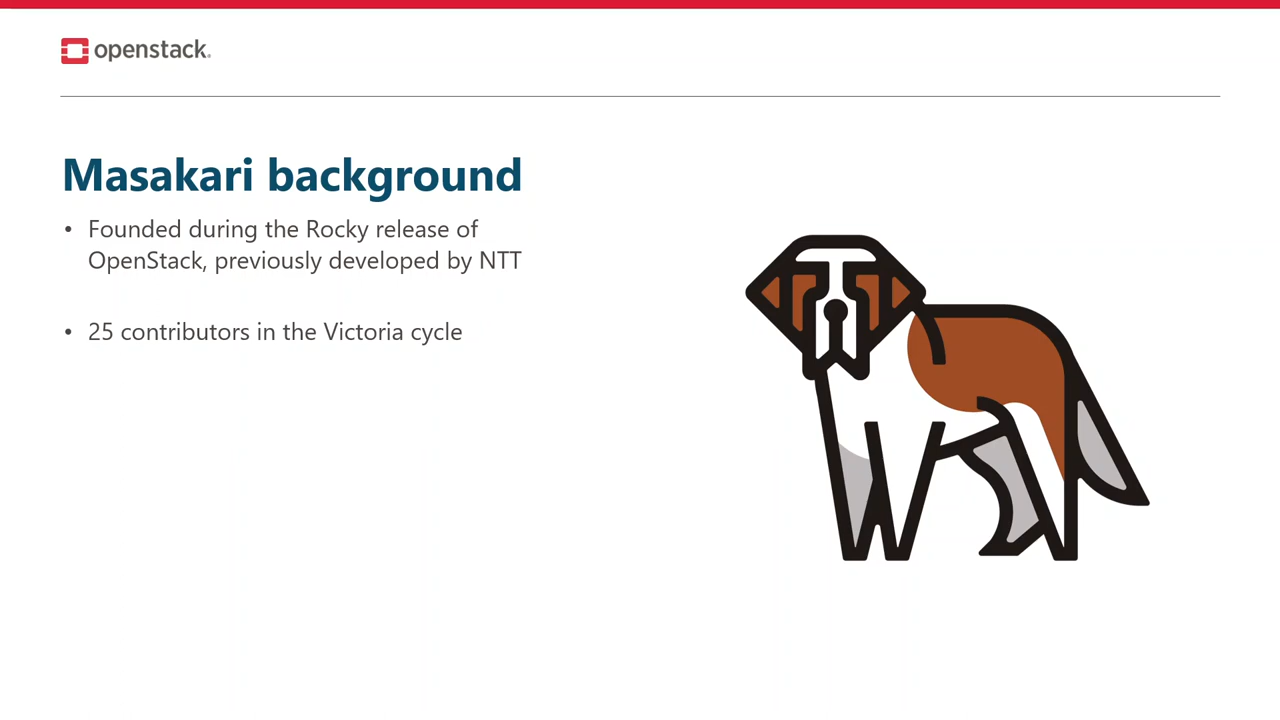 openstack.
Masakari background
• Founded during the Rocky release of
OpenStack, previously developed by NTT
• 25 contributors in the Victoria cycle